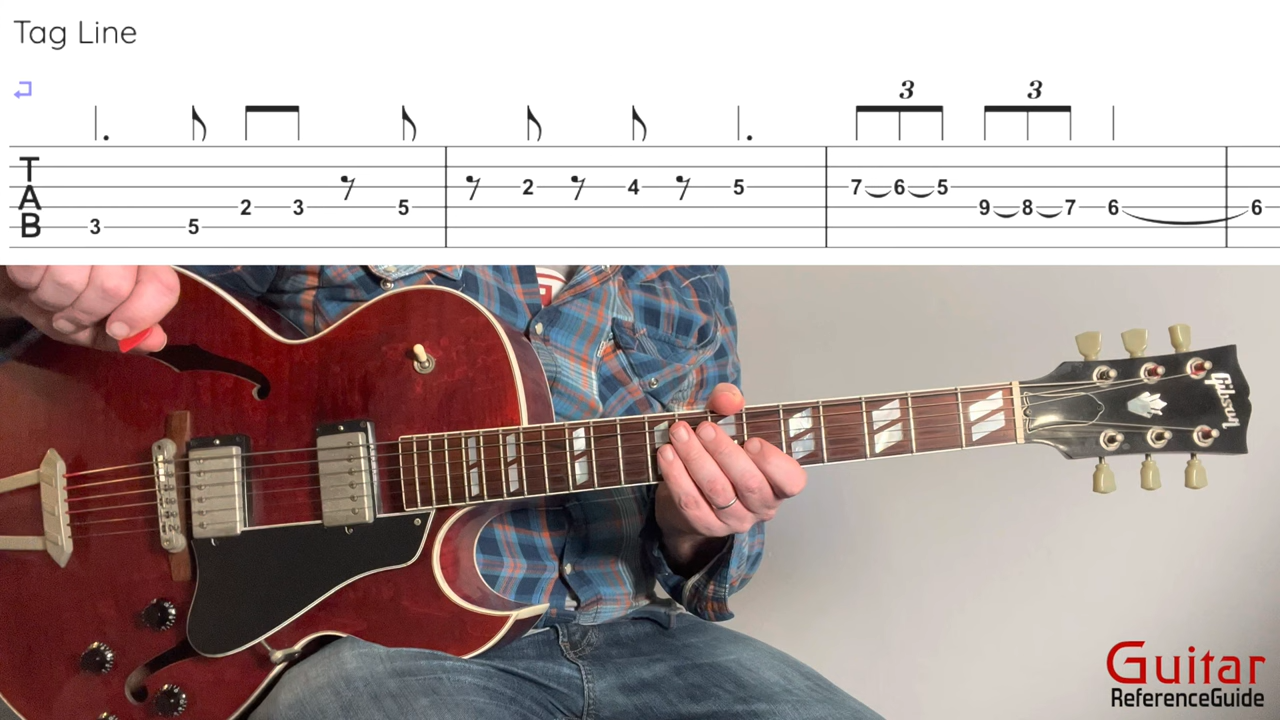 Tag Line
3 3
T
A
B
3 5 2 3 5 2 4 5 7 6 5 9 8 7 6 6
Gibson
Guitar
ReferenceGuide